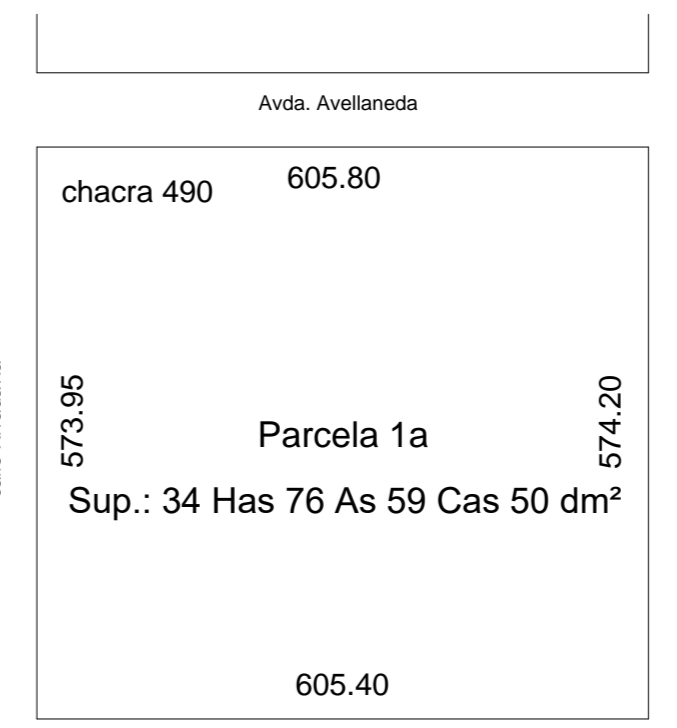 Avda. Avellaneda
chacra 490
605.80
573.95
574.20
Parcela 1a
Sup.: 34 Has 76 As 59 Cas 50 dm²
605.40